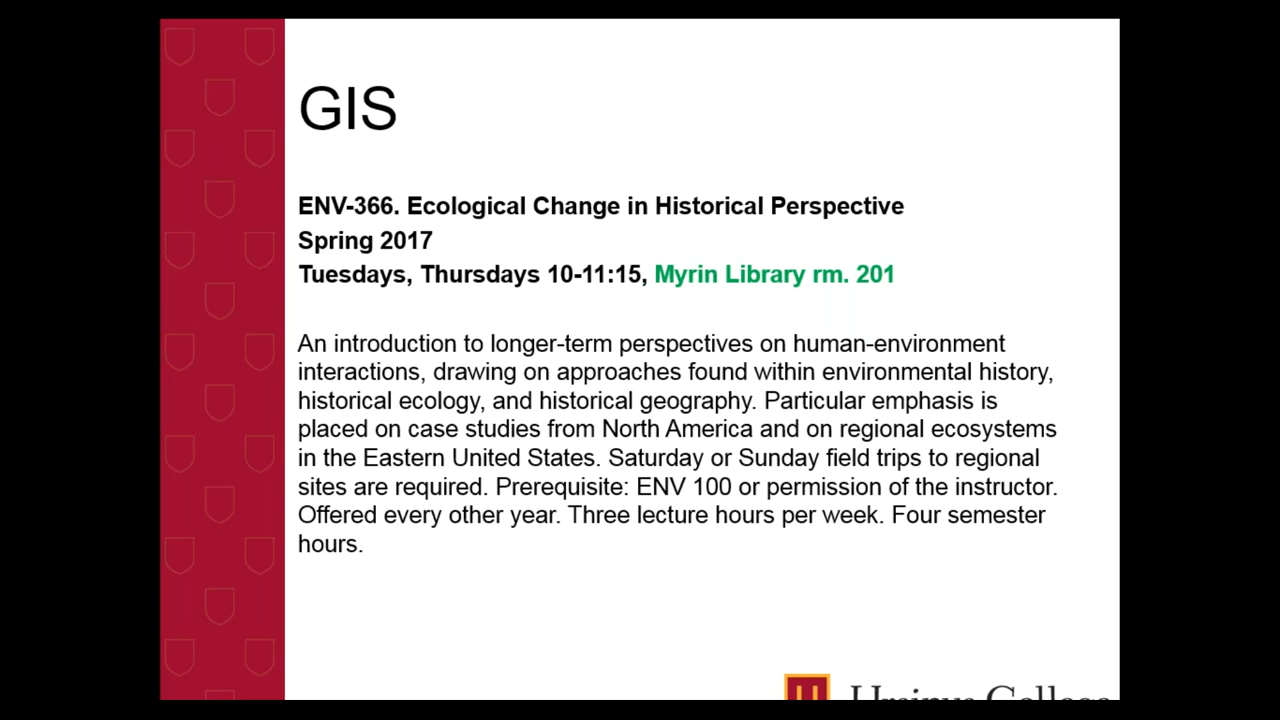 GIS
ENV-366. Ecological Change in Historical Perspective
Spring 2017
Tuesdays, Thursdays 10-11:15, Myrin Library rm. 201
An introduction to longer-term perspectives on human-environment
interactions, drawing on approaches found within environmental history,
historical ecology, and historical geography. Particular emphasis is
placed on case studies from North America and on regional ecosystems
in the Eastern United States. Saturday or Sunday field trips to regional
sites are required. Prerequisite: ENV 100 or permission of the instructor.
Offered every other year. Three lecture hours per week. Four semester
hours.
Ursinus College